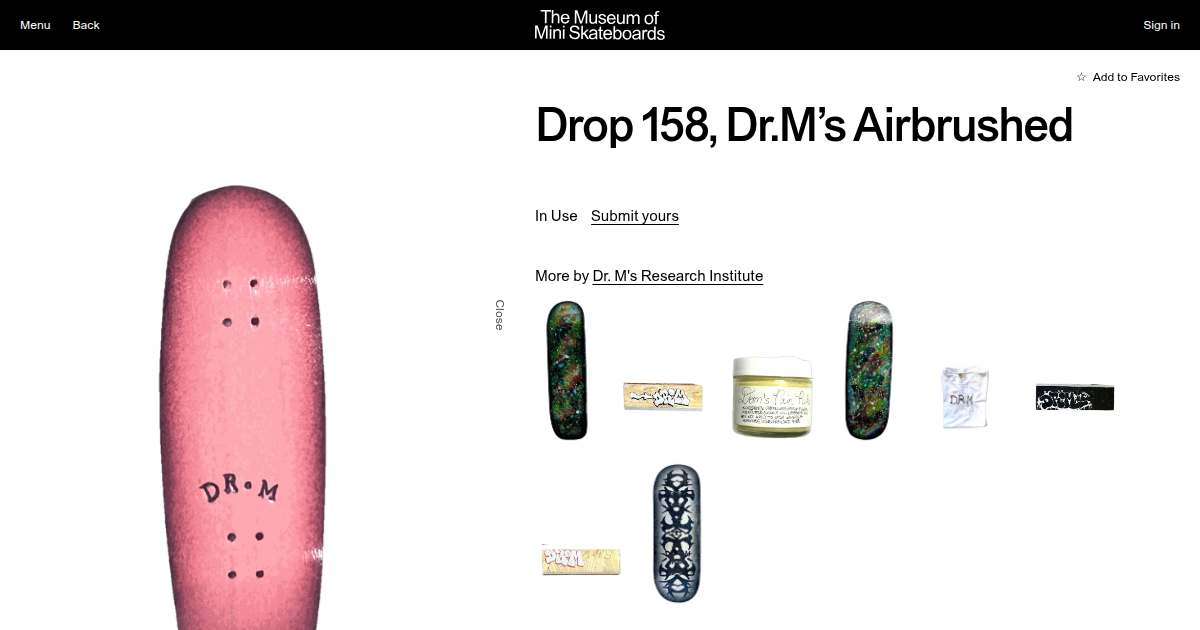 Menu Back
The Museum of
Mini Skateboards
Sign in
☆ Add to Favorites
Drop 158, Dr.M’s Airbrushed
In Use Submit yours
More by Dr. M's Research Institute
Close
DR•M
DRM